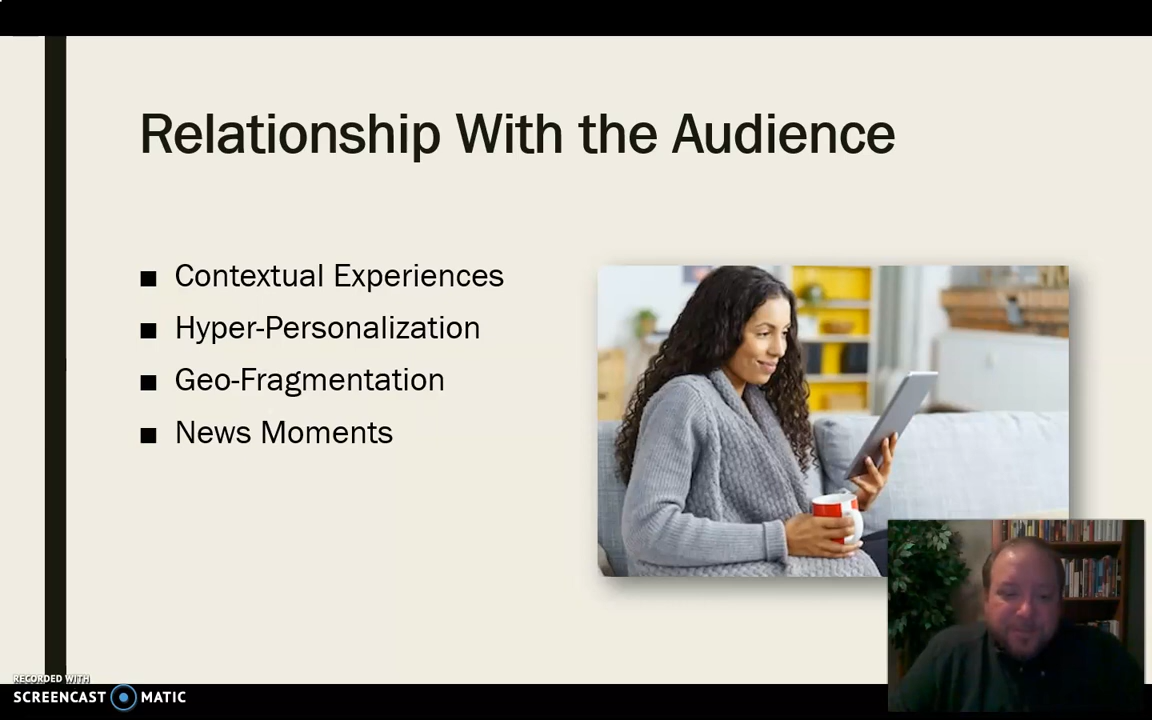 Relationship With the Audience
■ Contextual Experiences
■ Hyper-Personalization
■ Geo-Fragmentation
■ News Moments
RECORDED WITH
SCREENCAST MATIC